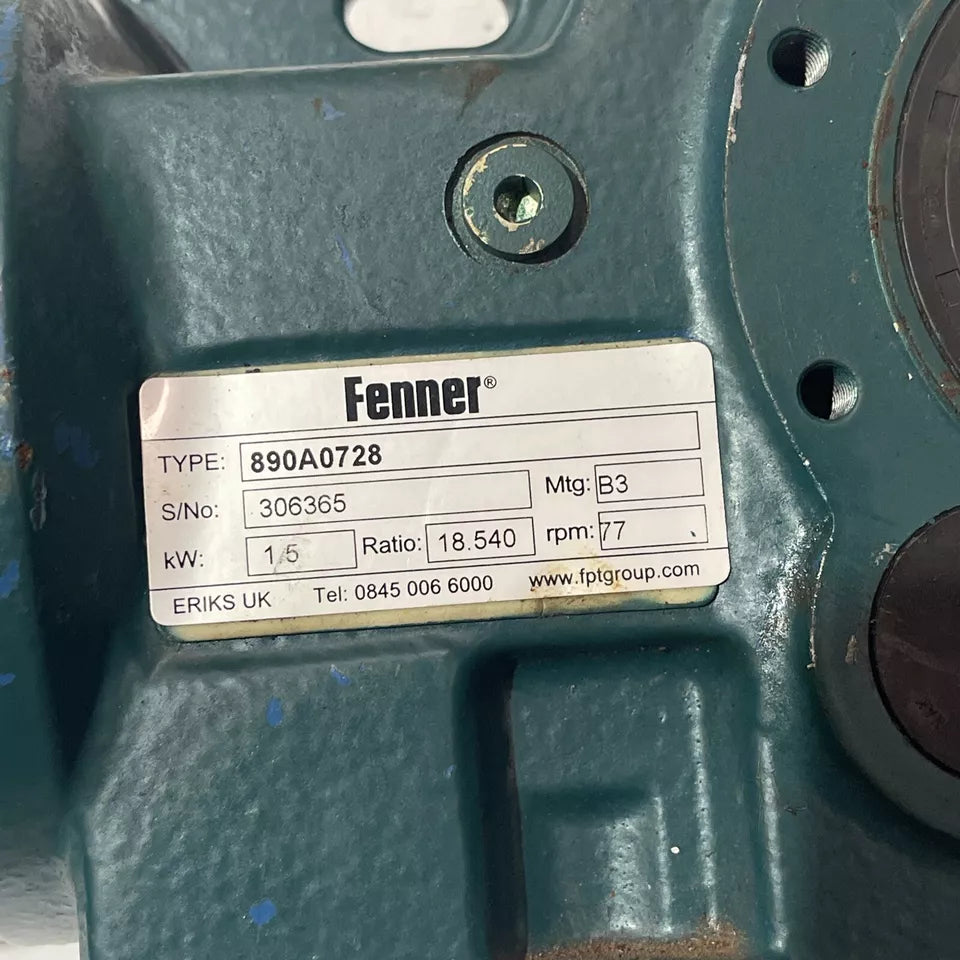 Fenner®
TYPE: 890A0728
S/No: 306365 Mtg: B3
kW: 1.5 Ratio: 18.540 rpm: 77
ERIKS UK Tel: 0845 006 6000 www.fptgroup.com